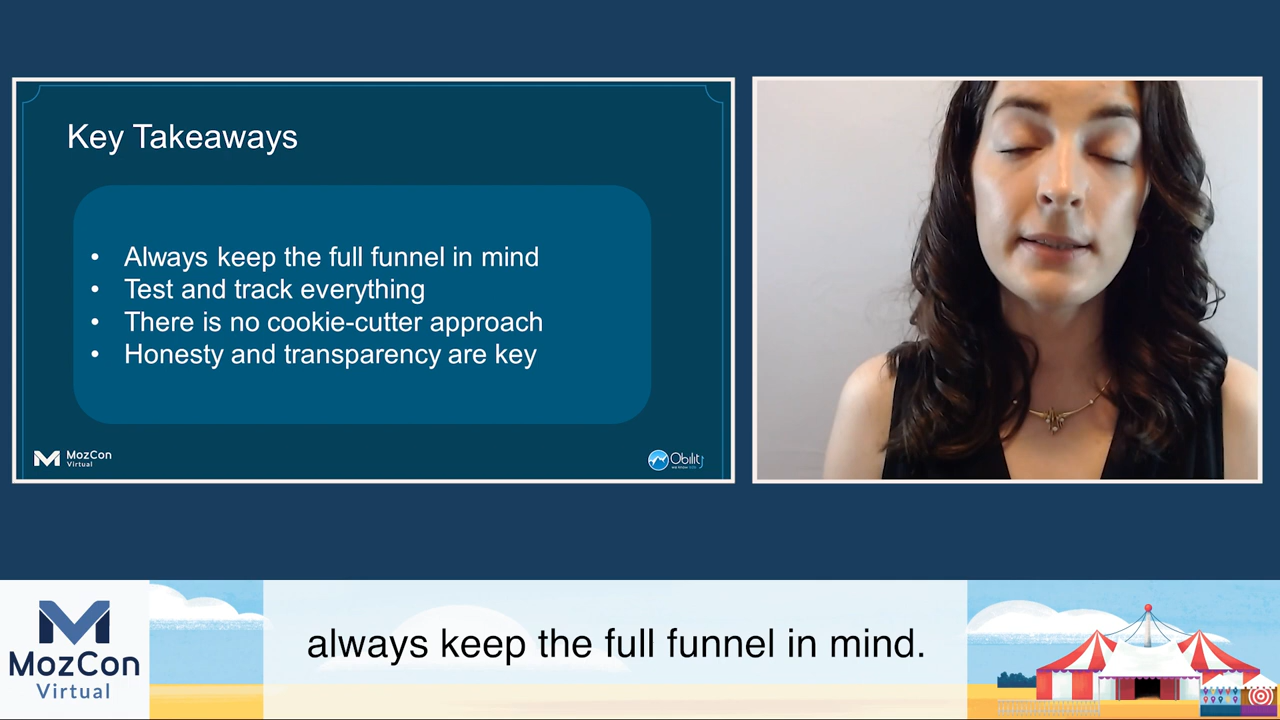 Key Takeaways
• Always keep the full funnel in mind
• Test and track everything
• There is no cookie-cutter approach
• Honesty and transparency are key
MozCon
Virtual
Obility
MozCon
Virtual
always keep the full funnel in mind.